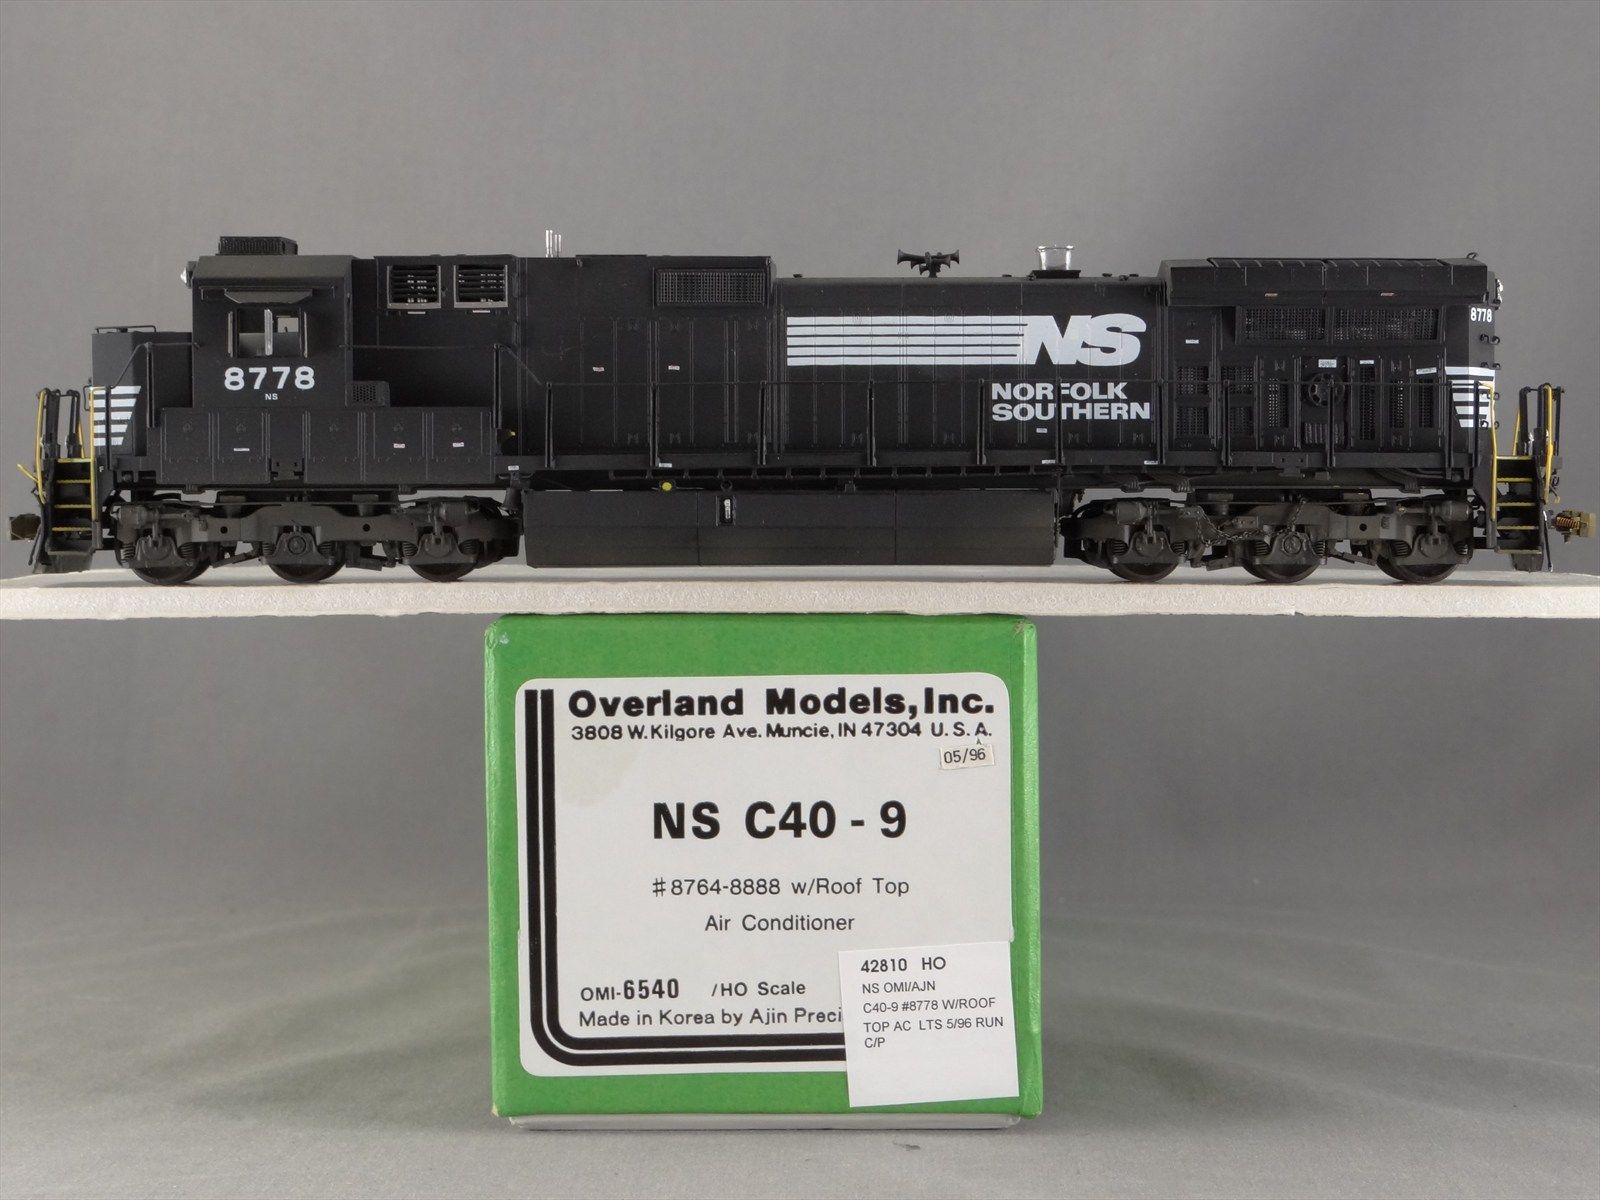 8778
NS
NS
NORFOLK
SOUTHERN
8778
F
Overland Models, Inc.
3808 W. Kilgore Ave. Muncie, IN 47304 U.S.A.
05/96
NS C40-9
#8764-8888 w/Roof Top
Air Conditioner
OMI-6540 /HO Scale
Made in Korea by Ajin Preci
42810 HO
NS OMI/AJN
C40-9 #8778 W/ROOF
TOP AC LTS 5/96 RUN
C/P